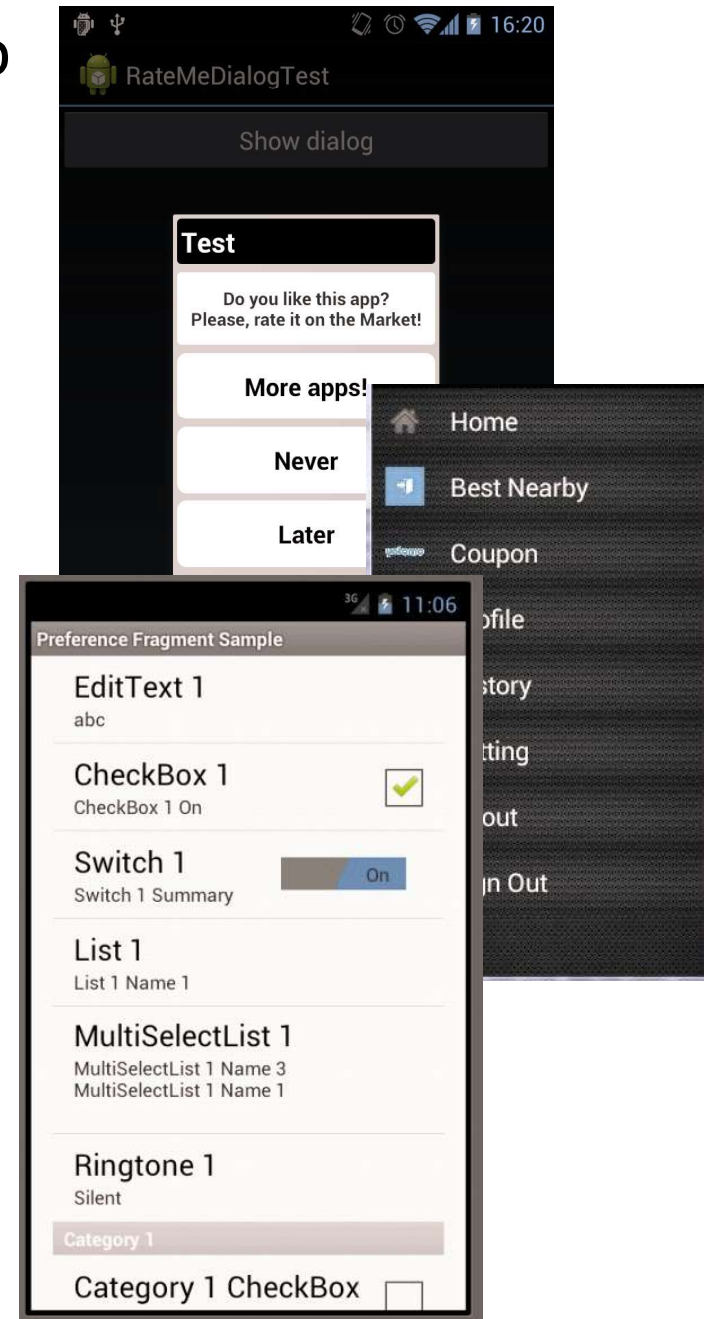 16:20
RateMeDialogTest
Show dialog
Test
Do you like this app?
Please, rate it on the Market!
More apps!
Never
Later
Home
Best Nearby
Coupon
ofile
story
tting
out
n Out
3G 11:06
Preference Fragment Sample
EditText 1
abc
CheckBox 1
CheckBox 1 On
Switch 1
On
Switch 1 Summary
List 1
List 1 Name 1
MultiSelectList 1
MultiSelectList 1 Name 3
MultiSelectList 1 Name 1
Ringtone 1
Silent
Category 1
Category 1 CheckBox